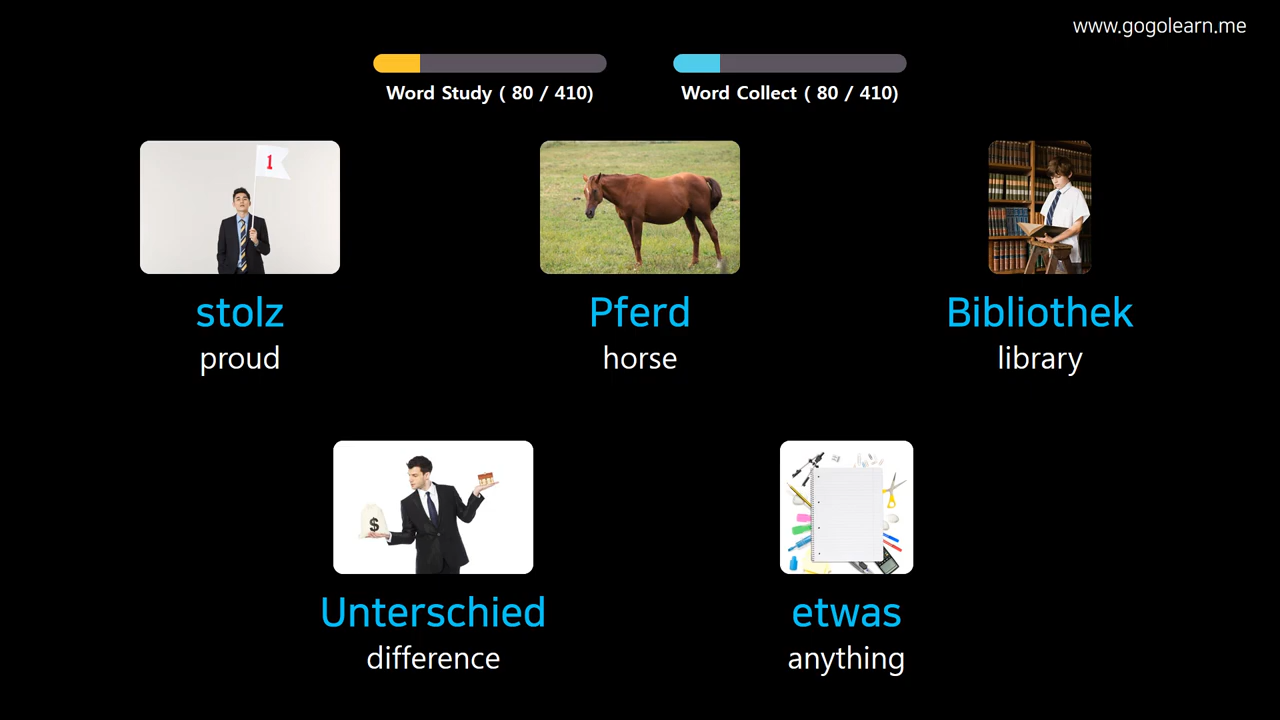 www.gogolearn.me
Word Study ( 80 / 410)
Word Collect ( 80 / 410)
1
stolz
proud
Pferd
horse
Bibliothek
library
$
Unterschied
difference
etwas
anything